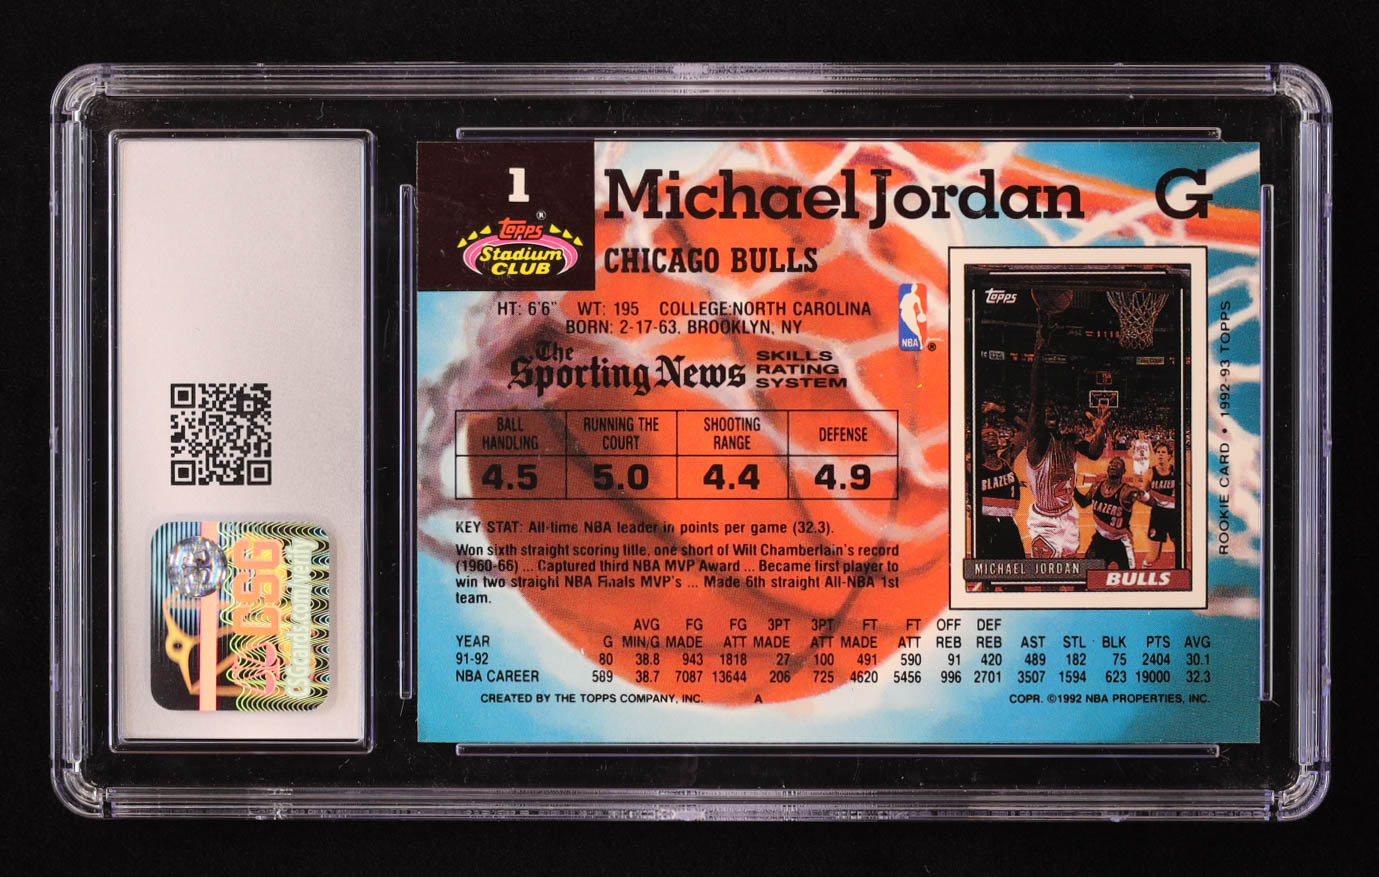 1
Topps ®
Stadium
CLUB
Michael Jordan G
CHICAGO BULLS
HT: 6'6" WT: 195 COLLEGE:NORTH CAROLINA
BORN: 2-17-63, BROOKLYN, NY
NBA ®
The
Sporting News
SKILLS
RATING
SYSTEM
BALL HANDLING RUNNING THE COURT SHOOTING RANGE DEFENSE
4.5 5.0 4.4 4.9
KEY STAT: All-time NBA leader in points per game (32.3).
Won sixth straight scoring title, one short of Wilt Chamberlain's record
(1960-66) ... Captured third NBA MVP Award ... Became first player to
win two straight NBA Finals MVP's ... Made 6th straight All-NBA 1st
team.
AVG FG FG 3PT 3PT FT FT OFF DEF
YEAR G MIN/G MADE ATT MADE ATT MADE ATT REB REB AST STL BLK PTS AVG
91-92 80 38.8 943 1818 27 100 491 590 91 420 489 182 75 2404 30.1
NBA CAREER 589 38.7 7087 13644 206 725 4620 5456 996 2701 3507 1594 623 19000 32.3
CREATED BY THE TOPPS COMPANY, INC. A COPR. ©1992 NBA PROPERTIES, INC.
Topps
BLAZERS
BLAZERS
30
BLAZERS
MICHAEL JORDAN
BULLS
ROOKIE CARD • 1992-93 TOPPS
CSG
CSGcards.com/verify